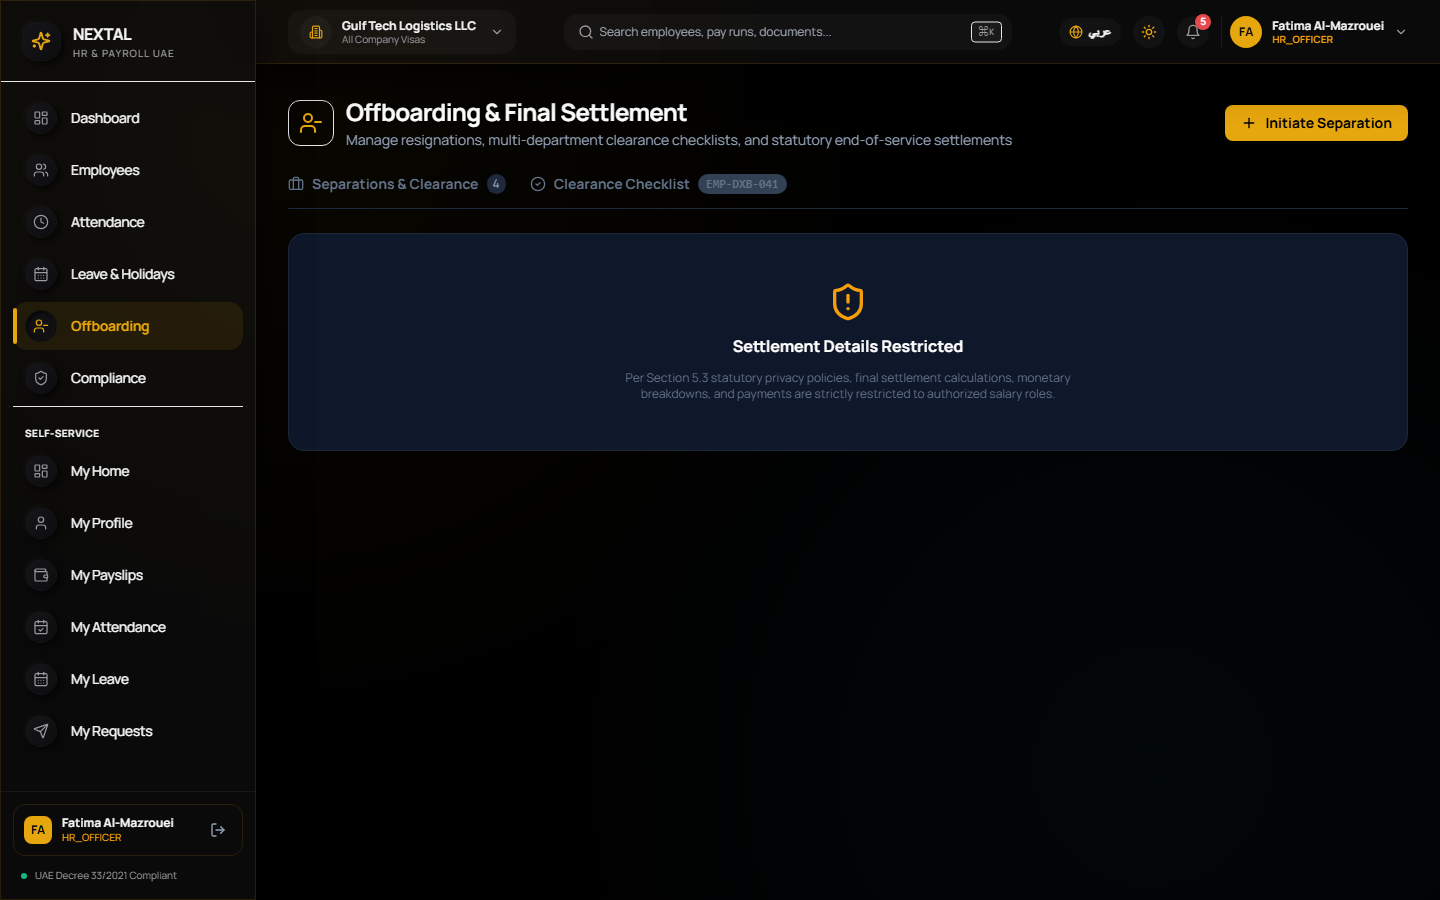 NEXTAL
HR & PAYROLL UAE
Gulf Tech Logistics LLC
All Company Visas
Search employees, pay runs, documents...
⌘K
عربي
5
FA
Fatima Al-Mazrouei
HR_OFFICER
Dashboard
Employees
Attendance
Leave & Holidays
Offboarding
Compliance
SELF-SERVICE
My Home
My Profile
My Payslips
My Attendance
My Leave
My Requests
FA
Fatima Al-Mazrouei
HR_OFFICER
UAE Decree 33/2021 Compliant
Offboarding & Final Settlement
Manage resignations, multi-department clearance checklists, and statutory end-of-service settlements
Initiate Separation
Separations & Clearance 4
Clearance Checklist EMP-DXB-041
Settlement Details Restricted
Per Section 5.3 statutory privacy policies, final settlement calculations, monetary
breakdowns, and payments are strictly restricted to authorized salary roles.